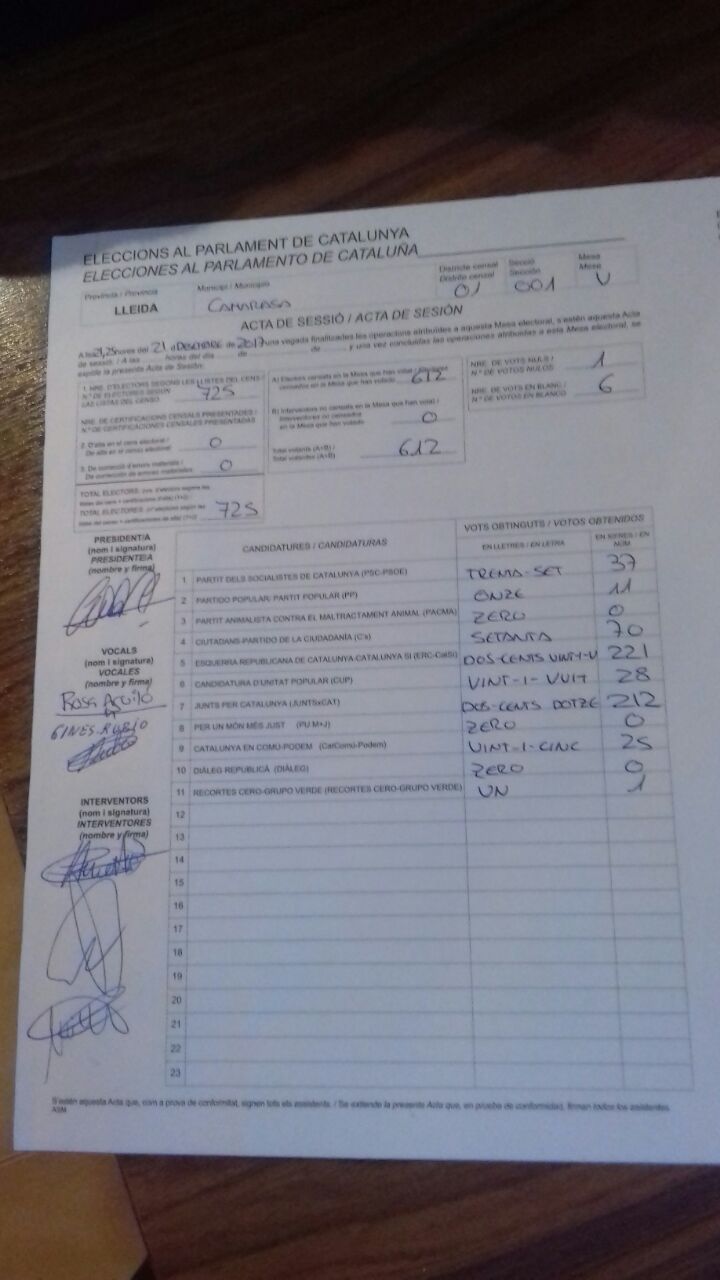 ELECCIONS AL PARLAMENT DE CATALUNYA
ELECCIONES AL PARLAMENTO DE CATALUÑA
Província / Provincia
LLEIDA
Municipi / Municipio
CAMARASA
Districte censal
Distrito censal
01
Secció
Sección
001
Mesa
Mesa
U
ACTA DE SESSIÓ / ACTA DE SESIÓN
A les 21,25 hores del 21 d DESEMBRE de 2017 una vegada finalitzades les operacions atribuïdes a aquesta Mesa electoral, s'estén aquesta Acta
de sessió. / A las horas del día de de y una vez concluidas las operaciones atribuidas a esta Mesa electoral, se
expide la presente Acta de Sesión:
1. NRE. D'ELECTORS SEGONS LES LLISTES DEL CENS /
N.º DE ELECTORES SEGÚN
LAS LISTAS DEL CENSO
725
NRE. DE CERTIFICACIONS CENSALS PRESENTADES /
N.º DE CERTIFICACIONES CENSALES PRESENTADAS
2. D'alta en el cens electoral /
De alta en el censo electoral
0
3. De correcció d'errors materials /
De corrección de errores materiales
0
TOTAL ELECTORS:
TOTAL ELECTORES:
725
A) Electors censats en la Mesa que han votat / Electores
censados en la Mesa que han votado
612
B) Interventors no censats en la Mesa que han votat /
Interventores no censados
en la Mesa que han votado
0
Total votants (A+B) /
Total votantes (A+B)
612
NRE. DE VOTS NULS /
N.º DE VOTOS NULOS
1
NRE. DE VOTS EN BLANC /
N.º DE VOTOS EN BLANCO
6
PRESIDENT/A
(nom i signatura)
PRESIDENTE/A
(nombre y firma)
VOCALS
(nom i signatura)
VOCALES
(nombre y firma)
ROSA AGUILÓ
GINES RUBIO
INTERVENTORS
(nom i signatura)
INTERVENTORES
(nombre y firma)
CANDIDATURES / CANDIDATURAS
VOTS OBTINGUTS / VOTOS OBTENIDOS
EN LLETRES / EN LETRA
EN XIFRES / EN NÚM.
1 PARTIT DELS SOCIALISTES DE CATALUNYA (PSC-PSOE) TRENTA-SET 37
2 PARTIDO POPULAR/ PARTIT POPULAR (PP) ONZE 11
3 PARTIT ANIMALISTA CONTRA EL MALTRACTAMENT ANIMAL (PACMA) ZERO 0
4 CIUTADANS-PARTIDO DE LA CIUDADANÍA (C's) SETANTA 70
5 ESQUERRA REPUBLICANA DE CATALUNYA-CATALUNYA SÍ (ERC-CatSí) DOS-CENTS VINT-I-U 221
6 CANDIDATURA D'UNITAT POPULAR (CUP) VINT-I-VUIT 28
7 JUNTS PER CATALUNYA (JUNTSxCAT) DOS-CENTS DOTZE 212
8 PER UN MÓN MÉS JUST (PUM+J) ZERO 0
9 CATALUNYA EN COMÚ-PODEM (CatComú-Podem) VINT-I-CINC 25
10 DIÀLEG REPUBLICÀ (DIÀLEG) ZERO 0
11 RECORTES CERO-GRUPO VERDE (RECORTES CERO-GRUPO VERDE) UN 1
12
13
14
15
16
17
18
19
20
21
22
23
S'estén aquesta Acta que, com a prova de conformitat, signen tots els assistents. / Se extiende la presente Acta que, en prueba de conformidad, firman todos los asistentes.
ASM